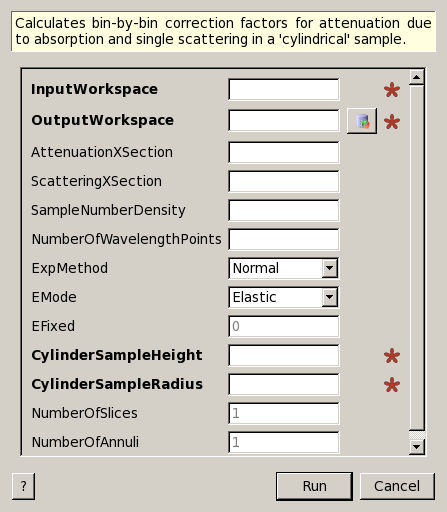 Calculates bin-by-bin correction factors for attenuation due
to absorption and single scattering in a 'cylindrical' sample.
InputWorkspace
OutputWorkspace
AttenuationXSection
ScatteringXSection
SampleNumberDensity
NumberOfWavelengthPoints
ExpMethod Normal
EMode Elastic
EFixed 0
CylinderSampleHeight
CylinderSampleRadius
NumberOfSlices 1
NumberOfAnnuli 1
? Run Cancel